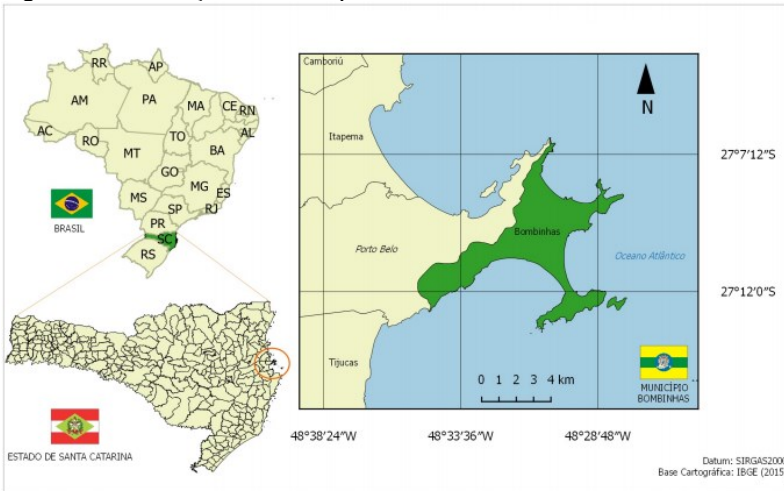 RR
AP
AM
PA
MA
CE
RN
AC
RO
TO
AL
MT
BA
GO
MG
ES
MS
SP
RJ
PR
SC
RS
BRASIL
ESTADO DE SANTA CATARINA
Camboriú
N
Itapema
27°7'12"S
Bombinhas
Porto Belo
Oceano Atlântico
27°12'0"S
Tijucas
0 1 2 3 4 km
MUNICÍPIO
BOMBINHAS
48°38'24"W 48°33'36"W 48°28'48"W
Datum: SIRGAS2000
Base Cartográfica: IBGE (2015